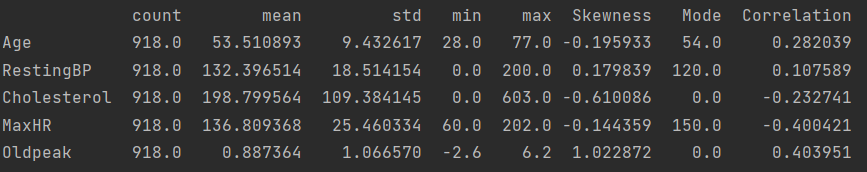 count mean std min max Skewness Mode Correlation
Age 918.0 53.510893 9.432617 28.0 77.0 -0.195933 54.0 0.282039
RestingBP 918.0 132.396514 18.514154 0.0 200.0 0.179839 120.0 0.107589
Cholesterol 918.0 198.799564 109.384145 0.0 603.0 -0.610086 0.0 -0.232741
MaxHR 918.0 136.809368 25.460334 60.0 202.0 -0.144359 150.0 -0.400421
Oldpeak 918.0 0.887364 1.066570 -2.6 6.2 1.022872 0.0 0.403951